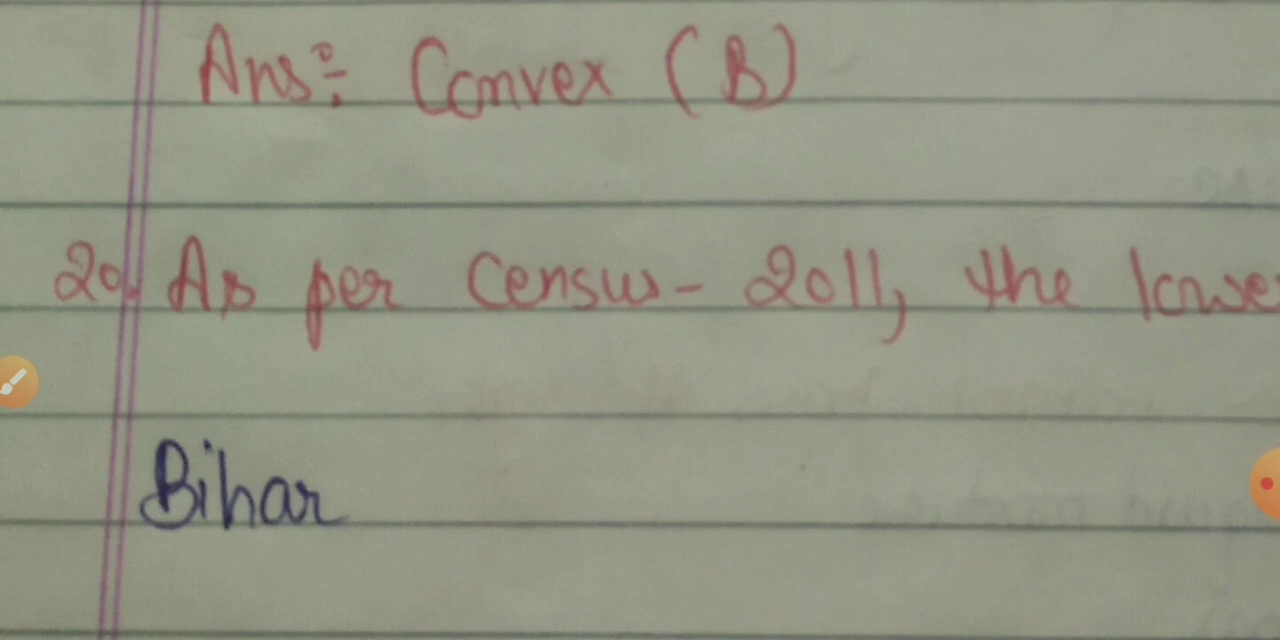 Ans:- Convex (B)
20. As per Census-2011, the lowe
Bihar